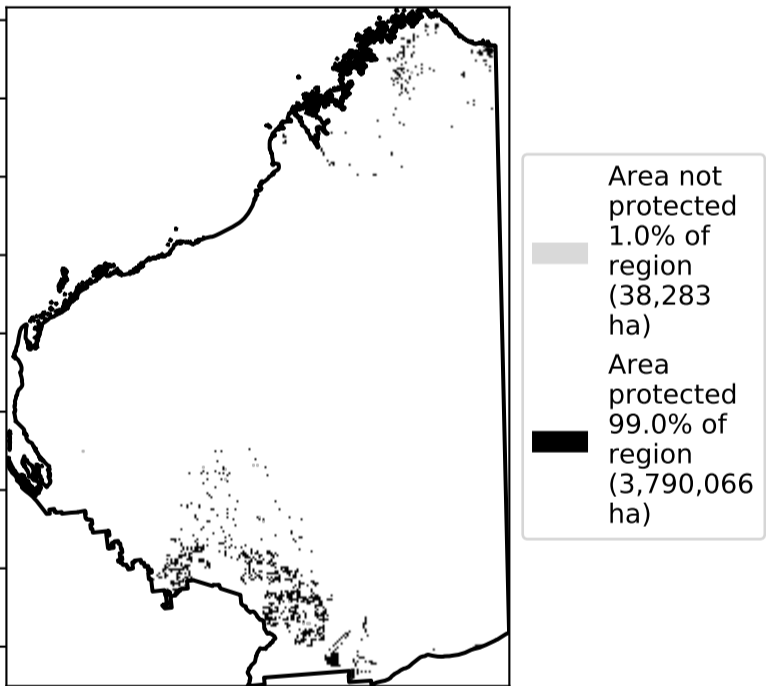 Area not
protected
1.0% of
region
(38,283
ha)
Area
protected
99.0% of
region
(3,790,066
ha)